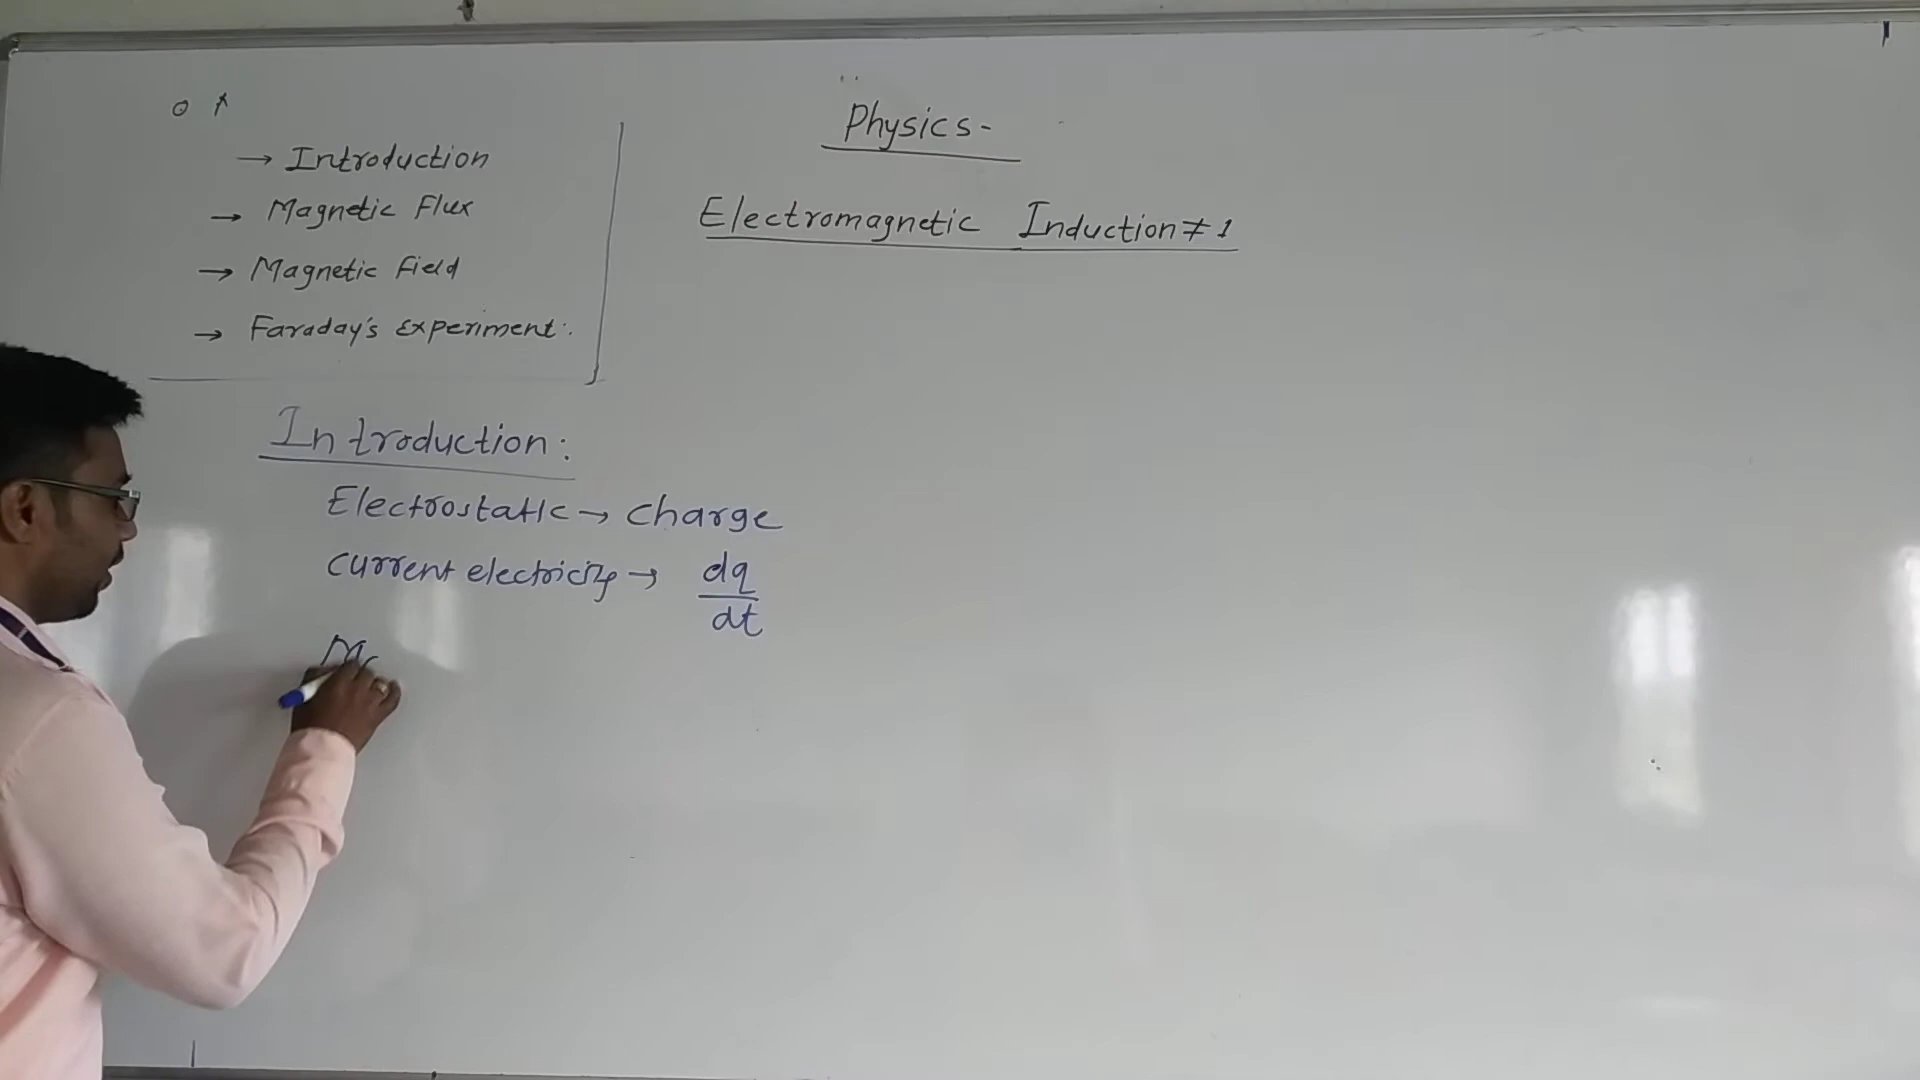 → Introduction
→ Magnetic Flux
→ Magnetic Field
→ Faraday's Experiment:.
Physics-
Electromagnetic Induction≠1
Introduction:
Electrostatic → Charge
Current electricity → dq/dt